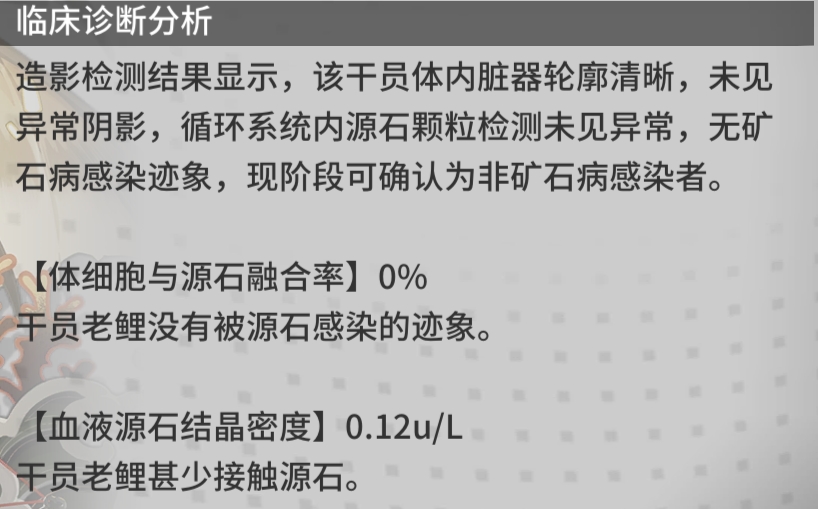 临床诊断分析
造影检测结果显示，该干员体内脏器轮廓清晰，未见
异常阴影，循环系统内源石颗粒检测未见异常，无矿
石病感染迹象，现阶段可确认为非矿石病感染者。
【体细胞与源石融合率】0%
干员老鲤没有被源石感染的迹象。
【血液源石结晶密度】0.12u/L
干员老鲤甚少接触源石。